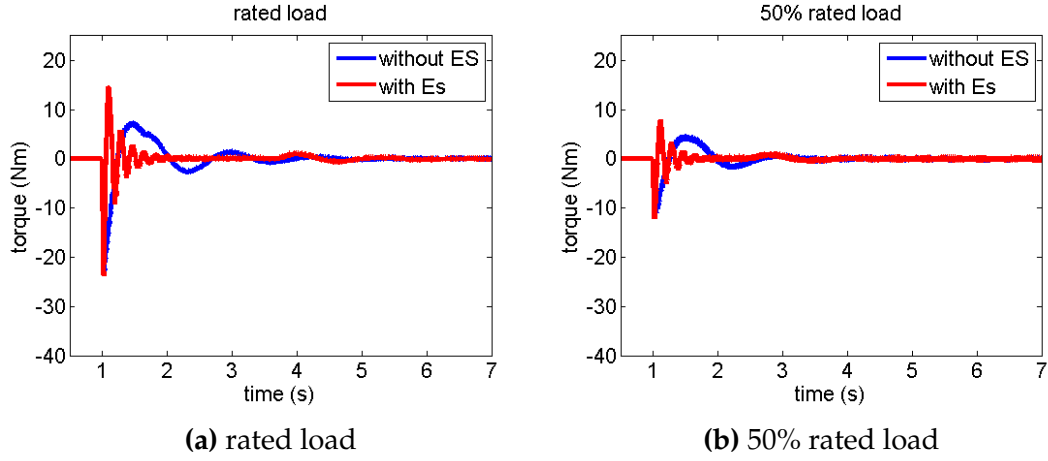 rated load
20
10
0
-10
-20
-30
-40
torque (Nm)
without ES
with Es
1 2 3 4 5 6 7
time (s)
(a) rated load
50% rated load
20
10
0
-10
-20
-30
-40
torque (Nm)
without ES
with Es
1 2 3 4 5 6 7
time (s)
(b) 50% rated load